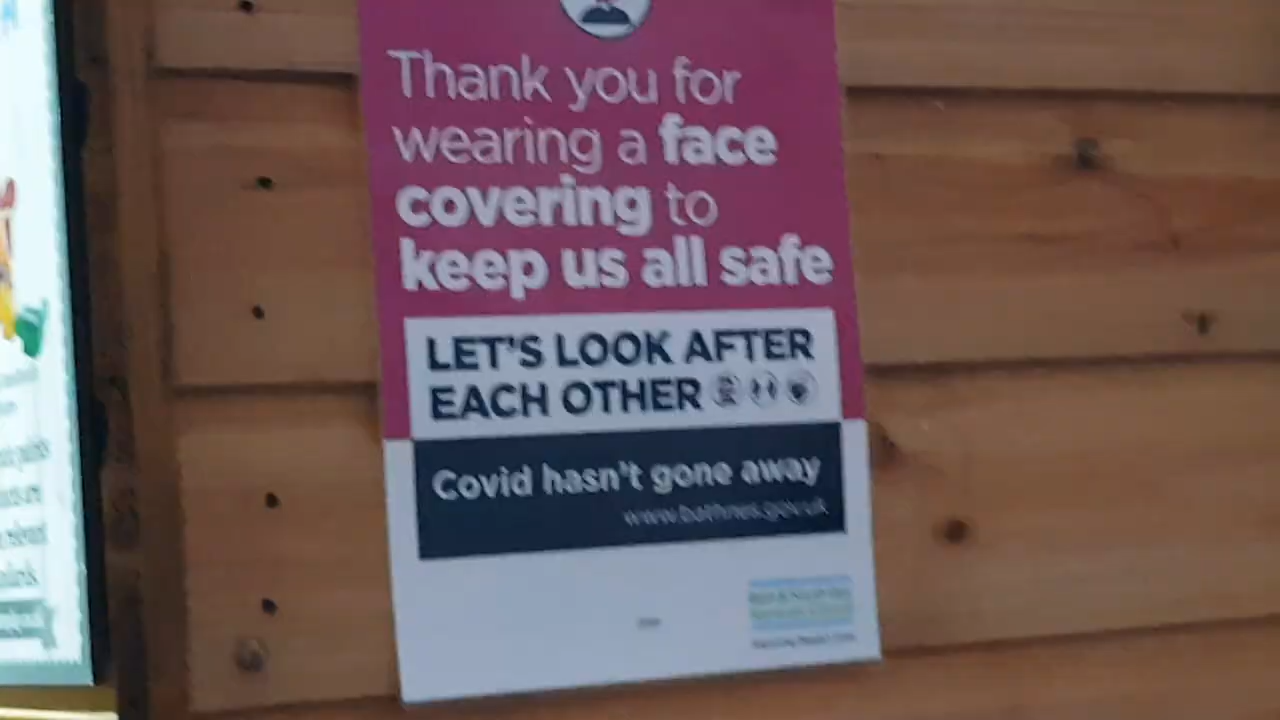 Thank you for
wearing a face
covering to
keep us all safe
LET'S LOOK AFTER
EACH OTHER
Covid hasn't gone away
www.bathnes.gov.uk